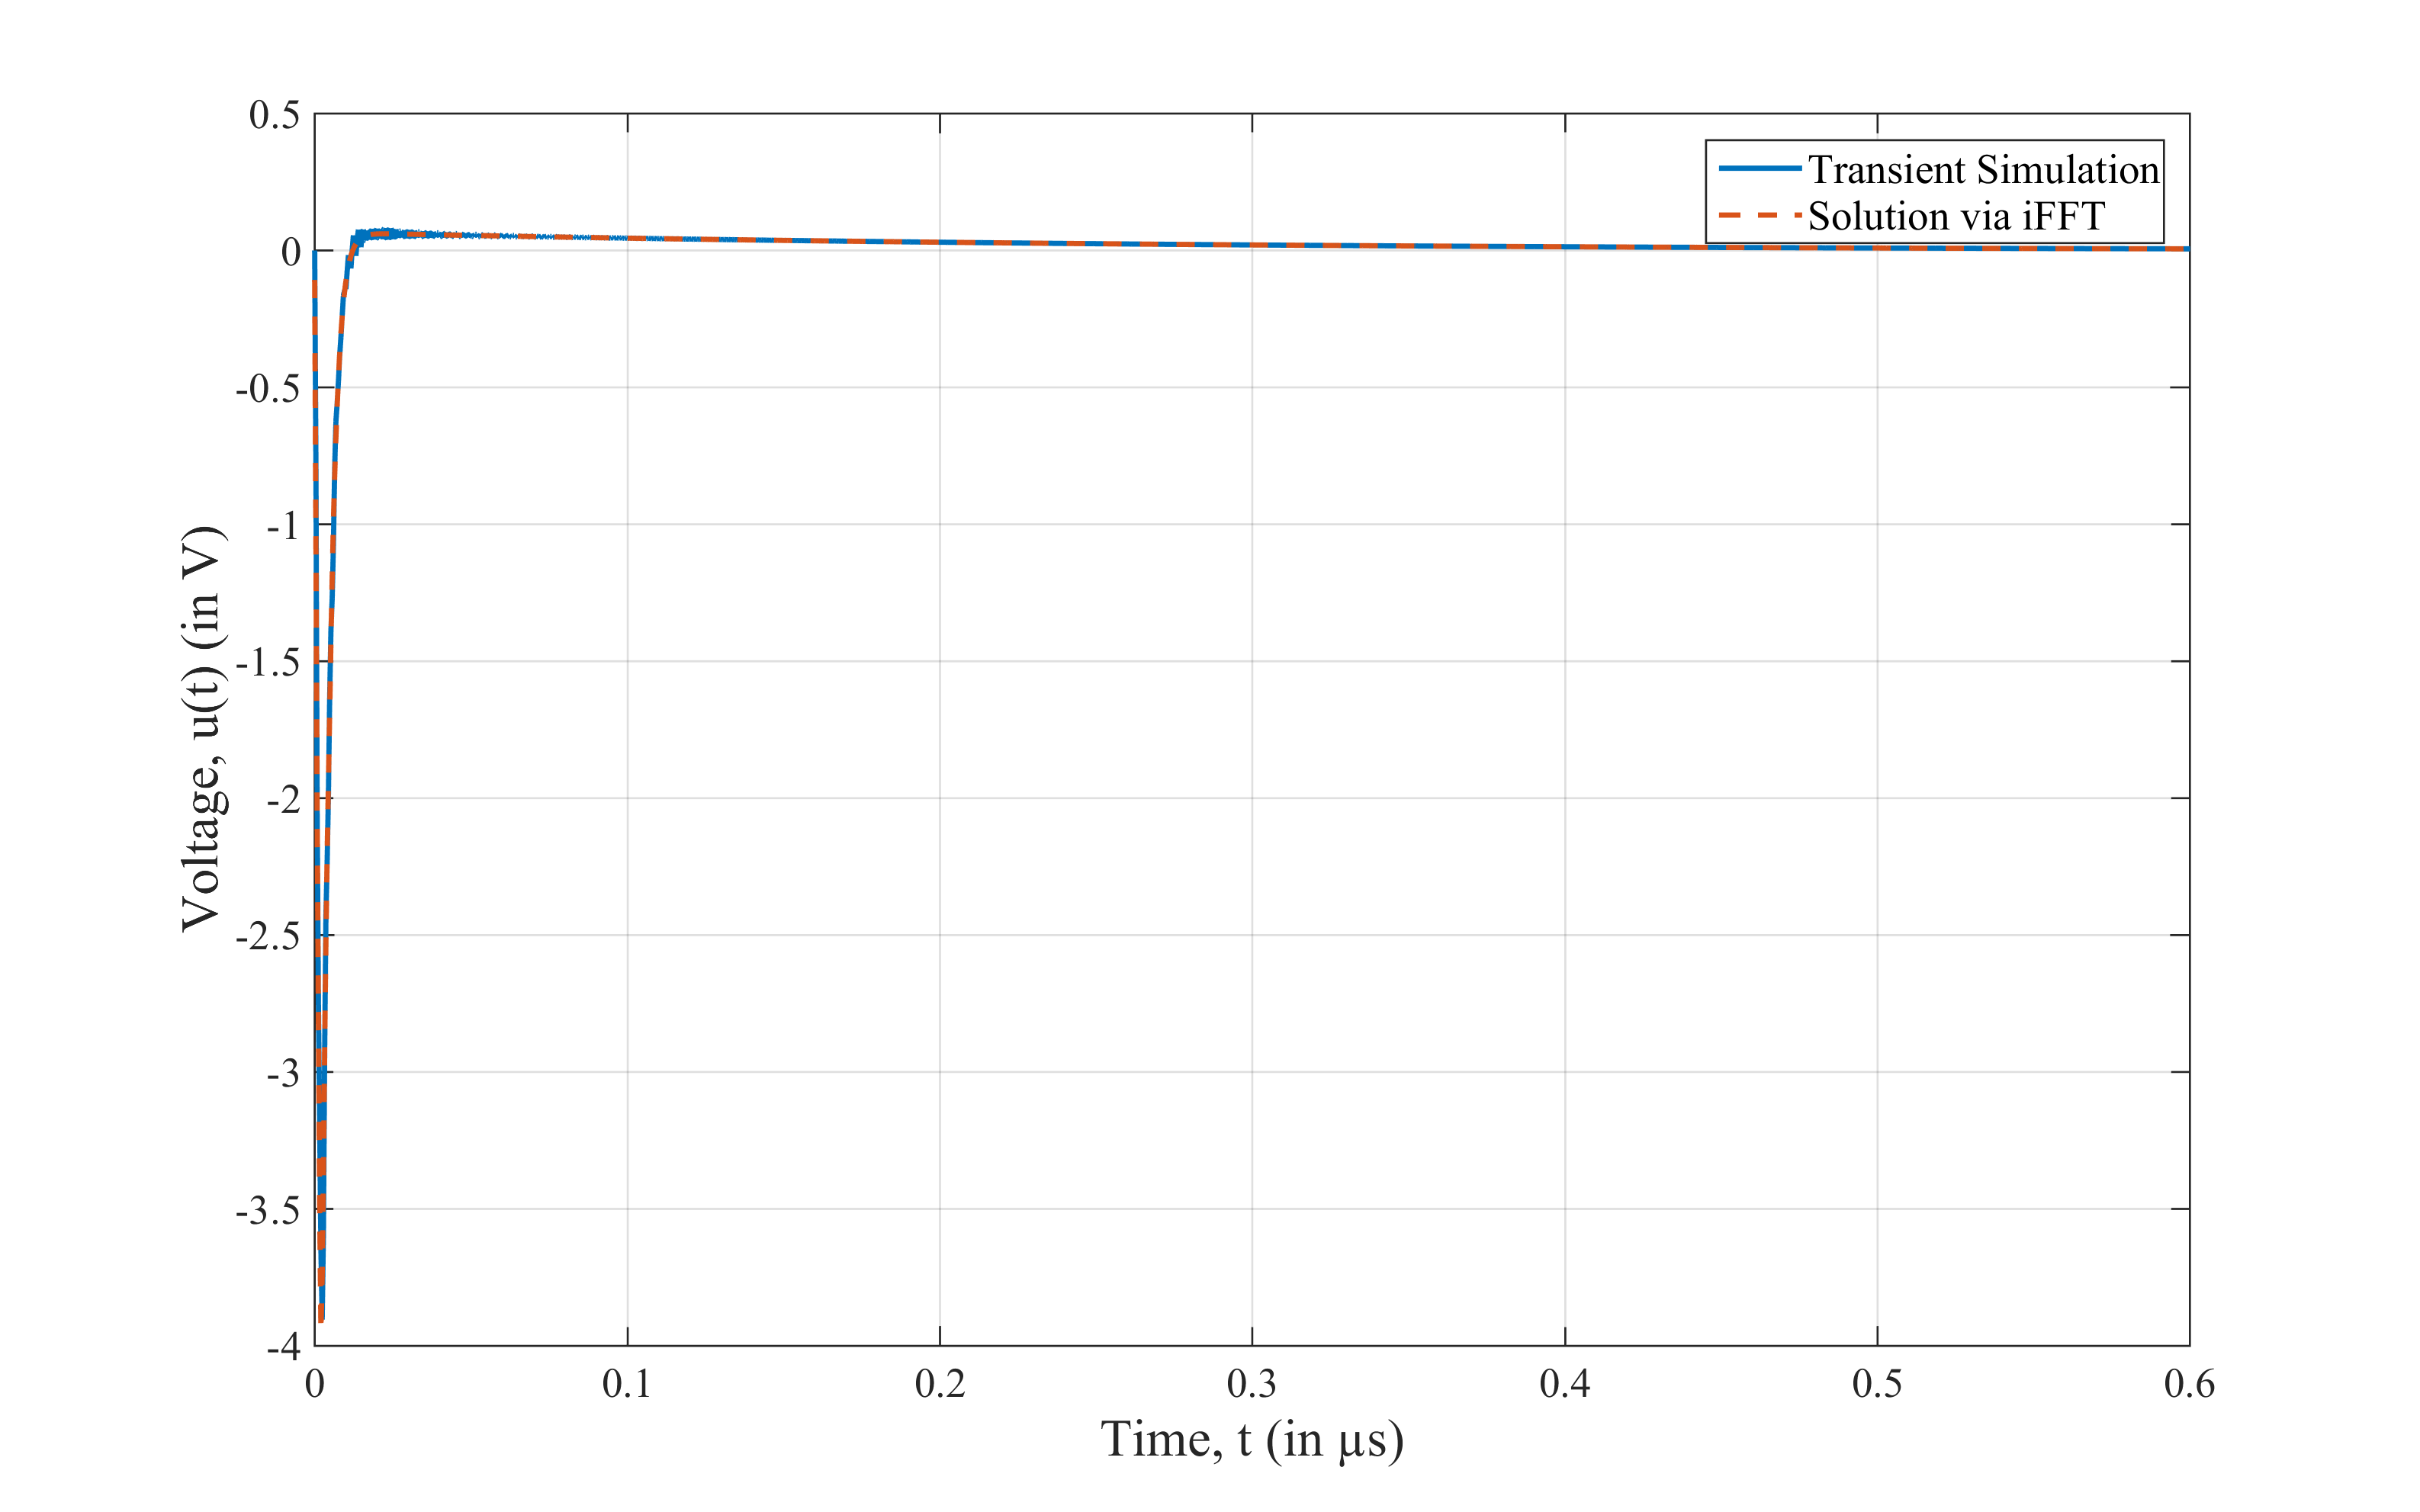 0.5
0
-0.5
-1
-1.5
-2
-2.5
-3
-3.5
-4
Voltage, u(t) (in V)
Transient Simulation
Solution via iFFT
0 0.1 0.2 0.3 0.4 0.5 0.6
Time, t (in μs)